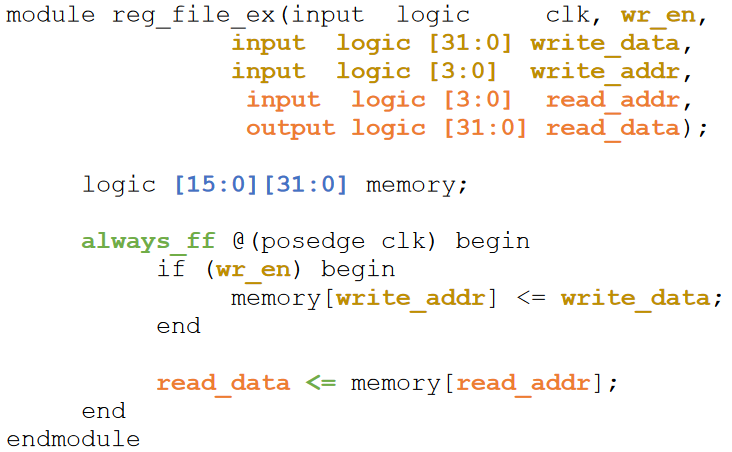 module reg_file_ex(input  logic     clk, wr_en,
               input  logic [31:0] write_data,
               input  logic [3:0]  write_addr,
                input  logic [3:0]  read_addr,
                output logic [31:0] read_data);
     logic [15:0][31:0] memory;
     always_ff @(posedge clk) begin
          if (wr_en) begin
               memory[write_addr] <= write_data;
          end
          read_data <= memory[read_addr];
     end
endmodule